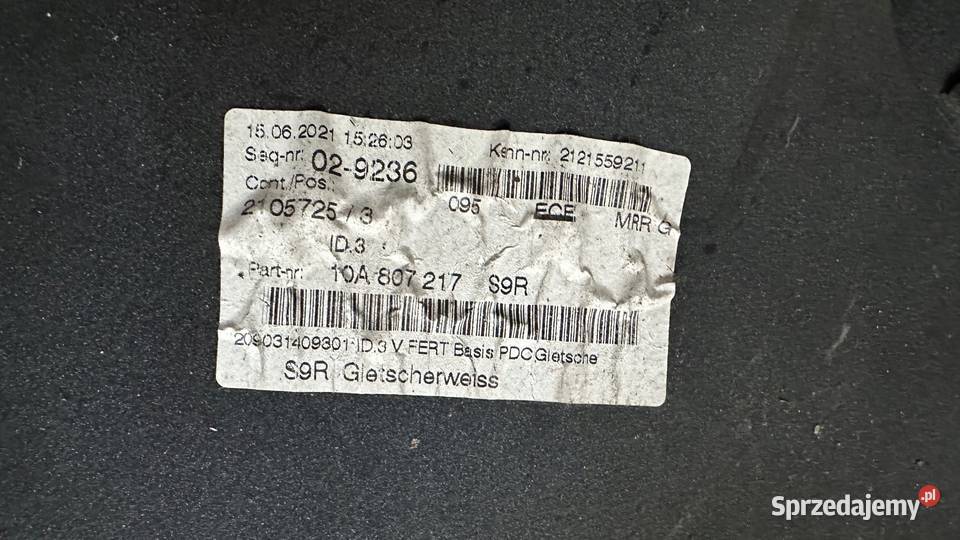 15.06.2021 15:26:03
Kenn-nr: 2121559211
Seq-nr: 02-9236
Cont./Pos.:
2105725 / 3
095 ECE MRR G
ID.3
Part-nr: 10A 807 217 S9R
209031409301 ID.3 V FERT Basis PDC Gletsche
S9R Gletscherweiss
Sprzedajemy.pl